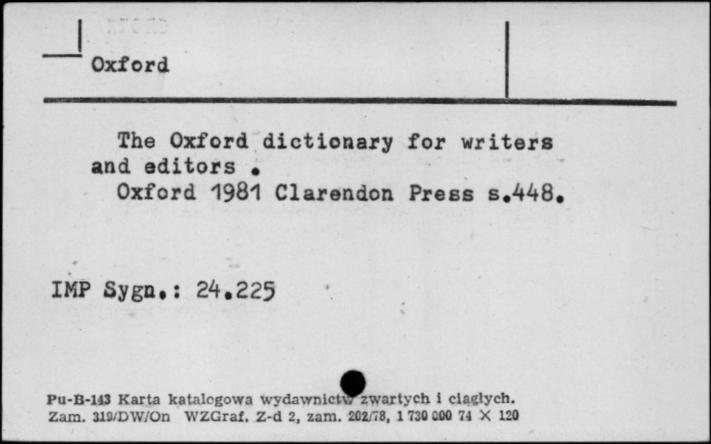 Oxford
The Oxford dictionary for writers
and editors .
Oxford 1981 Clarendon Press s.448.
IMP Sygn.: 24.225
Pu-B-143 Karta katalogowa wydawnictw zwartych i ciągłych.
Zam. 319/DW/On WZGraf. Z-d 2, zam. 202/78, 1 730 000 74 X 120